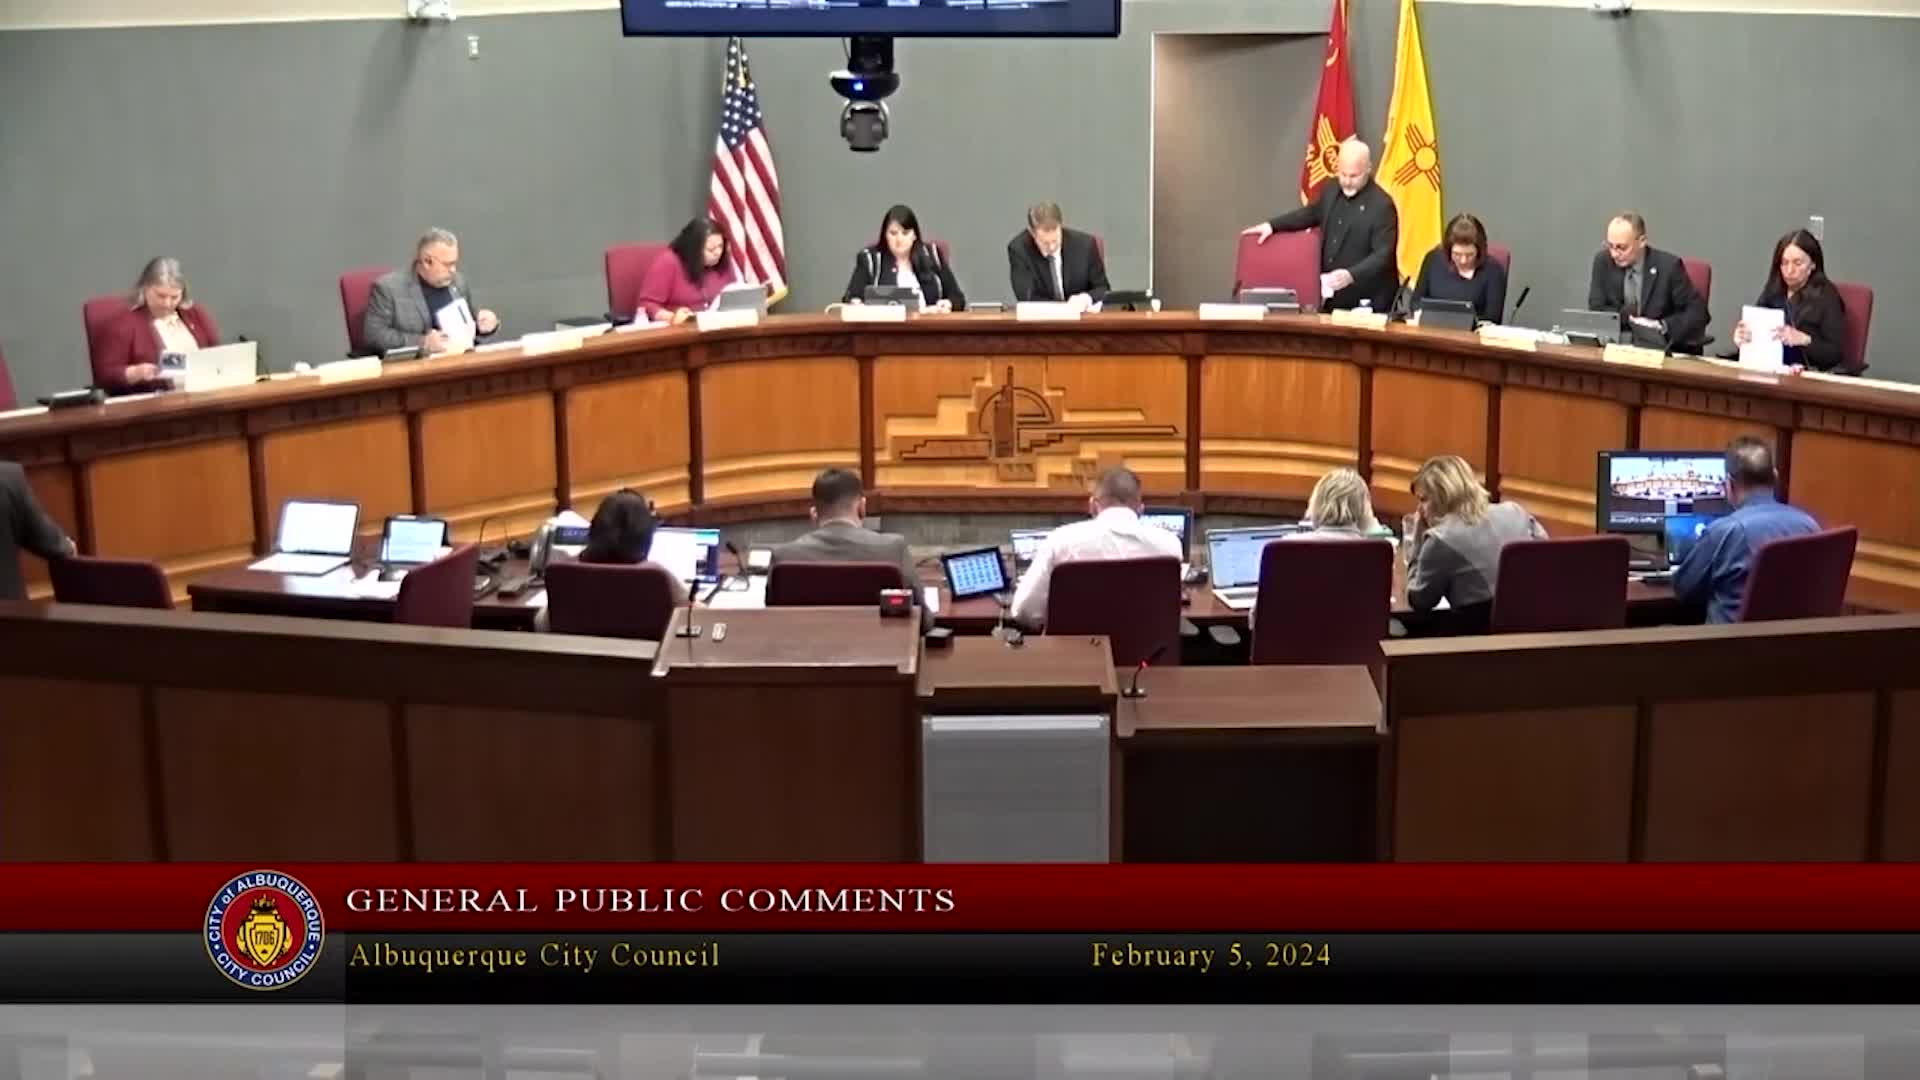 GENERAL PUBLIC COMMENTS
Albuquerque City Council
February 5, 2024
CITY of ALBUQUERQUE
1706
CITY COUNCIL